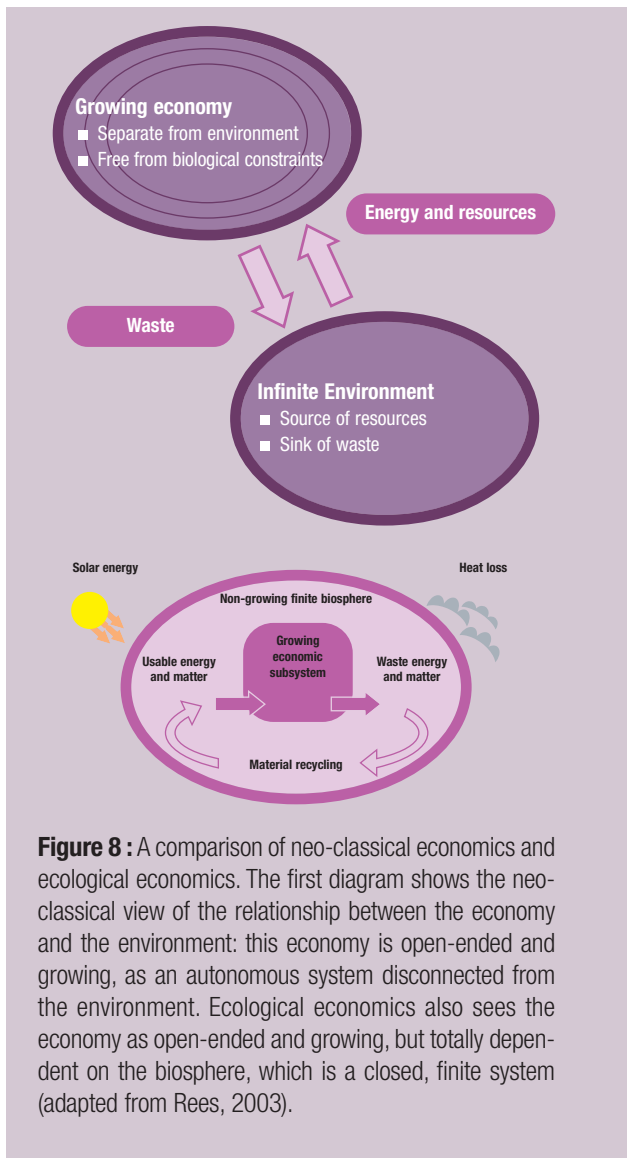 Growing economy
■ Separate from environment
■ Free from biological constraints
Energy and resources
Waste
Infinite Environment
■ Source of resources
■ Sink of waste
Solar energy
Heat loss
Non-growing finite biosphere
Growing
economic
subsystem
Usable energy
and matter
Waste energy
and matter
Material recycling
Figure 8 : A comparison of neo-classical economics and
ecological economics. The first diagram shows the neo-
classical view of the relationship between the economy
and the environment: this economy is open-ended and
growing, as an autonomous system disconnected from
the environment. Ecological economics also sees the
economy as open-ended and growing, but totally depen-
dent on the biosphere, which is a closed, finite system
(adapted from Rees, 2003).